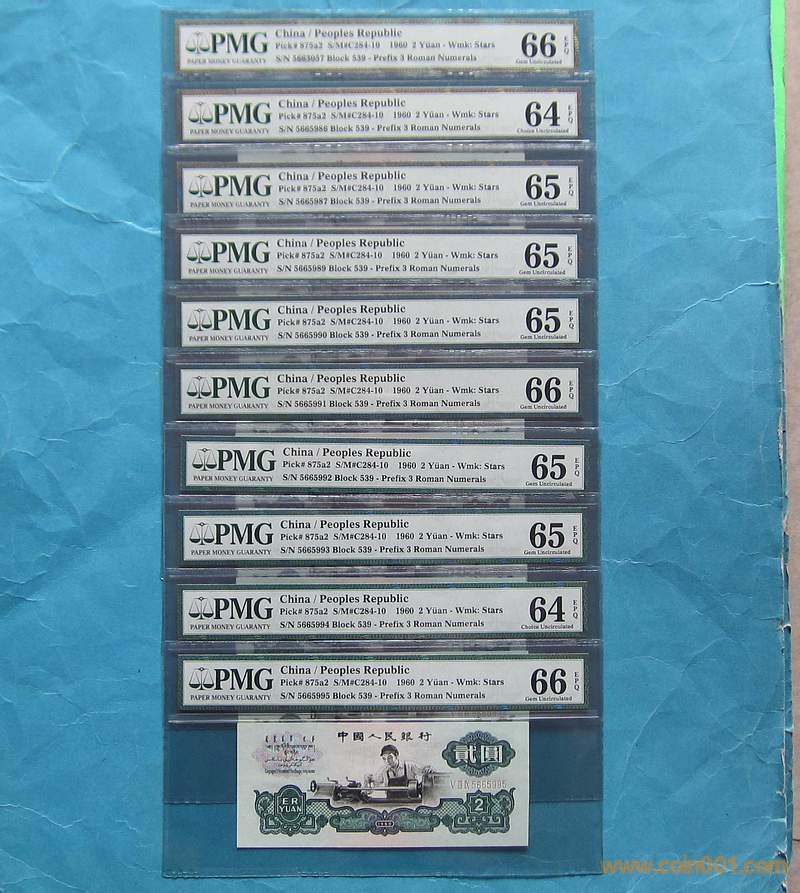 PMG
PAPER MONEY GUARANTY
China / Peoples Republic
Pick# 875a2 S/M#C284-10 1960 2 Yüan - Wmk: Stars
S/N 5663057 Block 539 - Prefix 3 Roman Numerals
66 EPQ
Gem Uncirculated
PMG
PAPER MONEY GUARANTY
China / Peoples Republic
Pick# 875a2 S/M#C284-10 1960 2 Yüan - Wmk: Stars
S/N 5665986 Block 539 - Prefix 3 Roman Numerals
64 EPQ
Choice Uncirculated
PMG
PAPER MONEY GUARANTY
China / Peoples Republic
Pick# 875a2 S/M#C284-10 1960 2 Yüan - Wmk: Stars
S/N 5665987 Block 539 - Prefix 3 Roman Numerals
65 EPQ
Gem Uncirculated
PMG
PAPER MONEY GUARANTY
China / Peoples Republic
Pick# 875a2 S/M#C284-10 1960 2 Yüan - Wmk: Stars
S/N 5665989 Block 539 - Prefix 3 Roman Numerals
65 EPQ
Gem Uncirculated
PMG
PAPER MONEY GUARANTY
China / Peoples Republic
Pick# 875a2 S/M#C284-10 1960 2 Yüan - Wmk: Stars
S/N 5665990 Block 539 - Prefix 3 Roman Numerals
65 EPQ
Gem Uncirculated
PMG
PAPER MONEY GUARANTY
China / Peoples Republic
Pick# 875a2 S/M#C284-10 1960 2 Yüan - Wmk: Stars
S/N 5665991 Block 539 - Prefix 3 Roman Numerals
66 EPQ
Gem Uncirculated
PMG
PAPER MONEY GUARANTY
China / Peoples Republic
Pick# 875a2 S/M#C284-10 1960 2 Yüan - Wmk: Stars
S/N 5665992 Block 539 - Prefix 3 Roman Numerals
65 EPQ
Gem Uncirculated
PMG
PAPER MONEY GUARANTY
China / Peoples Republic
Pick# 875a2 S/M#C284-10 1960 2 Yüan - Wmk: Stars
S/N 5665993 Block 539 - Prefix 3 Roman Numerals
65 EPQ
Gem Uncirculated
PMG
PAPER MONEY GUARANTY
China / Peoples Republic
Pick# 875a2 S/M#C284-10 1960 2 Yüan - Wmk: Stars
S/N 5665994 Block 539 - Prefix 3 Roman Numerals
64 EPQ
Choice Uncirculated
PMG
PAPER MONEY GUARANTY
China / Peoples Republic
Pick# 875a2 S/M#C284-10 1960 2 Yüan - Wmk: Stars
S/N 5665995 Block 539 - Prefix 3 Roman Numerals
66 EPQ
Gem Uncirculated
中國人民銀行
貳圓
5665995
ER
YUAN
2
1960
www.coin001.com